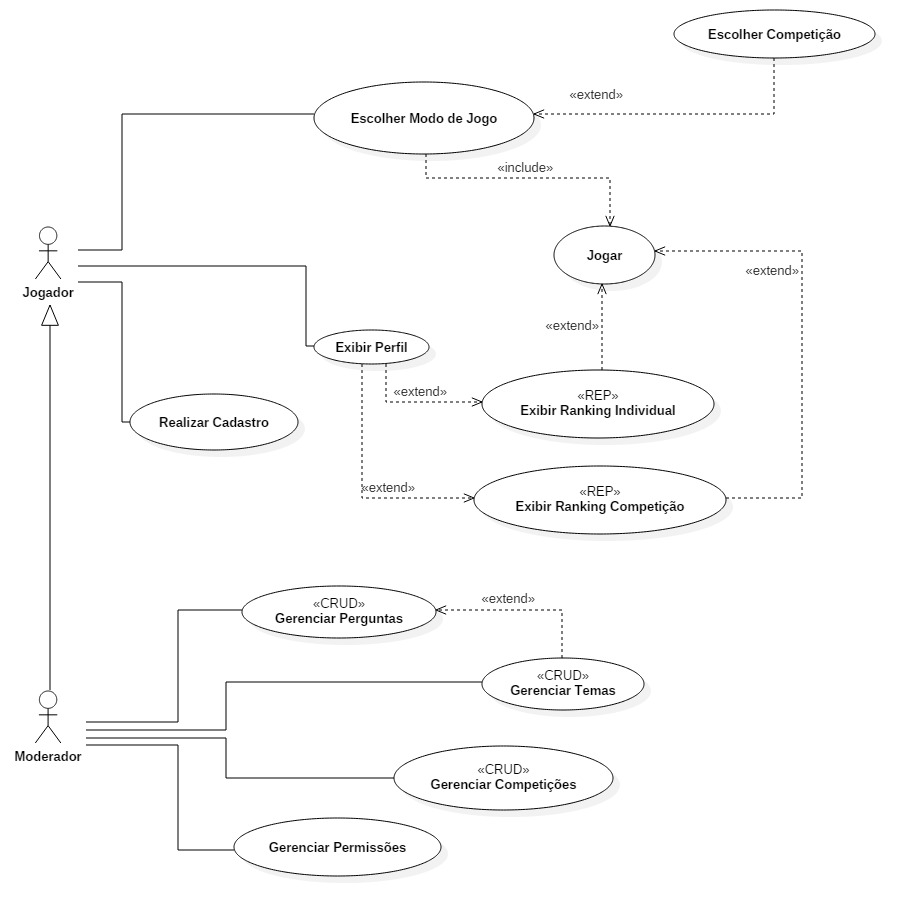 Escolher Competição
«extend»
Escolher Modo de Jogo
«include»
Jogar
«extend»
Jogador
«extend»
Exibir Perfil
«extend»
«REP»
Exibir Ranking Individual
Realizar Cadastro
«extend»
«REP»
Exibir Ranking Competição
«CRUD»
Gerenciar Perguntas
«extend»
«CRUD»
Gerenciar Temas
Moderador
«CRUD»
Gerenciar Competições
Gerenciar Permissões